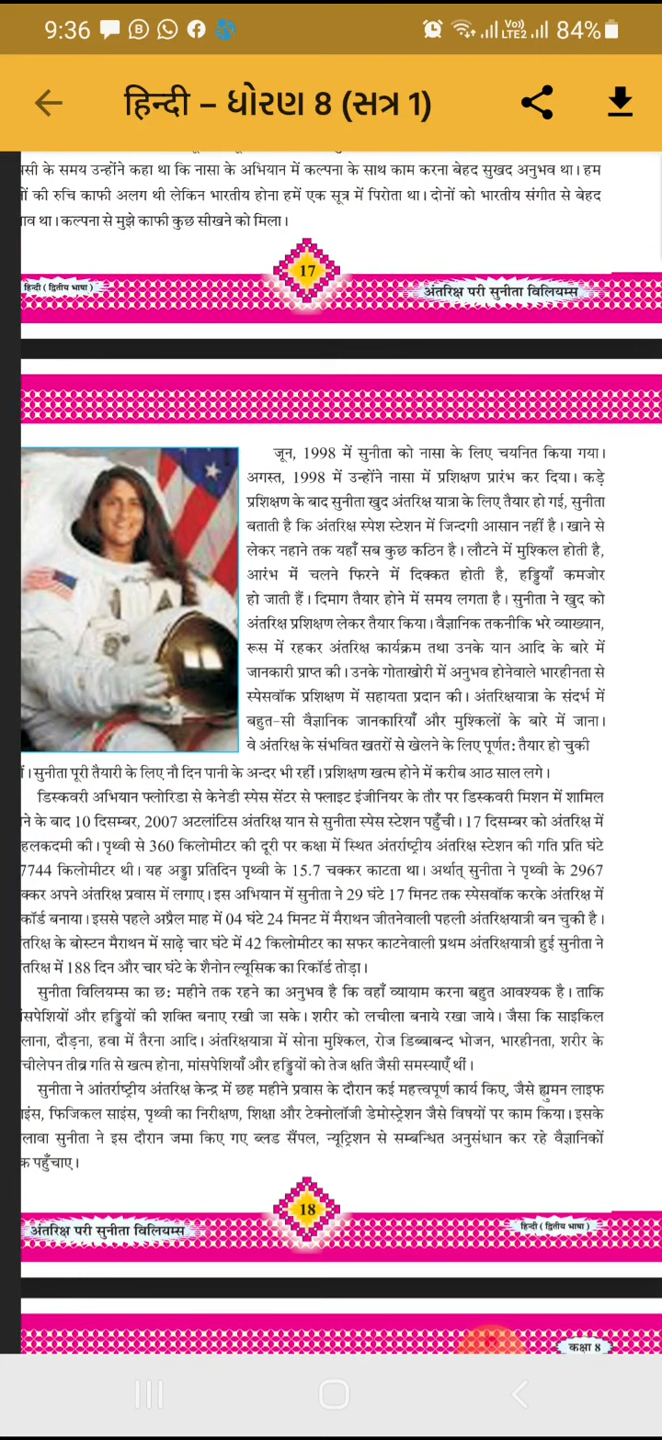 9:36
Vo))
LTE2
84%
हिन्दी – ધોરણ 8 (સત્ર 1)
सी के समय उन्होंने कहा था कि नासा के अभियान में कल्पना के साथ काम करना बेहद सुखद अनुभव था। हम
की रुचि काफी अलग थी लेकिन भारतीय होना हमें एक सूत्र में पिरोता था। दोनों को भारतीय संगीत से बेहद
व था। कल्पना से मुझे काफी कुछ सीखने को मिला।
17
हिन्दी ( द्वितीय भाषा )
अंतरिक्ष परी सुनीता विलियम्स
जून, 1998 में सुनीता को नासा के लिए चयनित किया गया।
अगस्त, 1998 में उन्होंने नासा में प्रशिक्षण प्रारंभ कर दिया। कड़े
प्रशिक्षण के बाद सुनीता खुद अंतरिक्ष यात्रा के लिए तैयार हो गई, सुनीता
बताती है कि अंतरिक्ष स्पेश स्टेशन में जिन्दगी आसान नहीं है। खाने से
लेकर नहाने तक यहाँ सब कुछ कठिन है। लौटने में मुश्किल होती है,
आरंभ में चलने फिरने में दिक्कत होती है, हड्डियाँ कमजोर
हो जाती हैं। दिमाग तैयार होने में समय लगता है। सुनीता ने खुद को
अंतरिक्ष प्रशिक्षण लेकर तैयार किया। वैज्ञानिक तकनीकि भरे व्याख्यान,
रूस में रहकर अंतरिक्ष कार्यक्रम तथा उनके यान आदि के बारे में
जानकारी प्राप्त की। उनके गोताखोरी में अनुभव होनेवाले भारहीनता से
स्पेसवॉक प्रशिक्षण में सहायता प्रदान की। अंतरिक्षयात्रा के संदर्भ में
बहुत-सी वैज्ञानिक जानकारियाँ और मुश्किलों के बारे में जाना।
वे अंतरिक्ष के संभवित खतरों से खेलने के लिए पूर्णत: तैयार हो चुकी
। सुनीता पूरी तैयारी के लिए नौ दिन पानी के अन्दर भी रहीं। प्रशिक्षण खत्म होने में करीब आठ साल लगे।
डिस्कवरी अभियान फ्लोरिडा से केनेडी स्पेस सेंटर से फ्लाइट इंजीनियर के तौर पर डिस्कवरी मिशन में शामिल
ने के बाद 10 दिसम्बर, 2007 अटलांटिस अंतरिक्ष यान से सुनीता स्पेस स्टेशन पहुँची। 17 दिसम्बर को अंतरिक्ष में
हलकदमी की। पृथ्वी से 360 किलोमीटर की दूरी पर कक्षा में स्थित अंतर्राष्ट्रीय अंतरिक्ष स्टेशन की गति प्रति घंटे
7744 किलोमीटर थी। यह अड्डा प्रतिदिन पृथ्वी के 15.7 चक्कर काटता था। अर्थात् सुनीता ने पृथ्वी के 2967
क्कर अपने अंतरिक्ष प्रवास में लगाए। इस अभियान में सुनीता ने 29 घंटे 17 मिनट तक स्पेसवॉक करके अंतरिक्ष में
कॉर्ड बनाया। इससे पहले अप्रैल माह में 04 घंटे 24 मिनट में मैराथन जीतनेवाली पहली अंतरिक्षयात्री बन चुकी है।
तरिक्ष के बोस्टन मैराथन में साढ़े चार घंटे में 42 किलोमीटर का सफर काटनेवाली प्रथम अंतरिक्षयात्री हुई सुनीता ने
तरिक्ष में 188 दिन और चार घंटे के शैनोन ल्यूसिक का रिकॉर्ड तोड़ा।
सुनीता विलियम्स का छ: महीने तक रहने का अनुभव है कि वहाँ व्यायाम करना बहुत आवश्यक है। ताकि
ांसपेशियों और हड्डियों की शक्ति बनाए रखी जा सके। शरीर को लचीला बनाये रखा जाये। जैसा कि साइकिल
लाना, दौड़ना, हवा में तैरना आदि। अंतरिक्षयात्रा में सोना मुश्किल, रोज डिब्बाबन्द भोजन, भारहीनता, शरीर के
चीलेपन तीव्र गति से खत्म होना, मांसपेशियाँ और हड्डियों को तेज क्षति जैसी समस्याएँ थीं।
सुनीता ने आंतर्राष्ट्रीय अंतरिक्ष केन्द्र में छह महीने प्रवास के दौरान कई महत्त्वपूर्ण कार्य किए, जैसे ह्युमन लाइफ
ाइंस, फिजिकल साइंस, पृथ्वी का निरीक्षण, शिक्षा और टेक्नोलॉजी डेमोस्ट्रेशन जैसे विषयों पर काम किया। इसके
लावा सुनीता ने इस दौरान जमा किए गए ब्लड सैंपल, न्यूट्रिशन से सम्बन्धित अनुसंधान कर रहे वैज्ञानिकों
क पहुँचाए।
18
अंतरिक्ष परी सुनीता विलियम्स
हिन्दी ( द्वितीय भाषा )
कक्षा 8